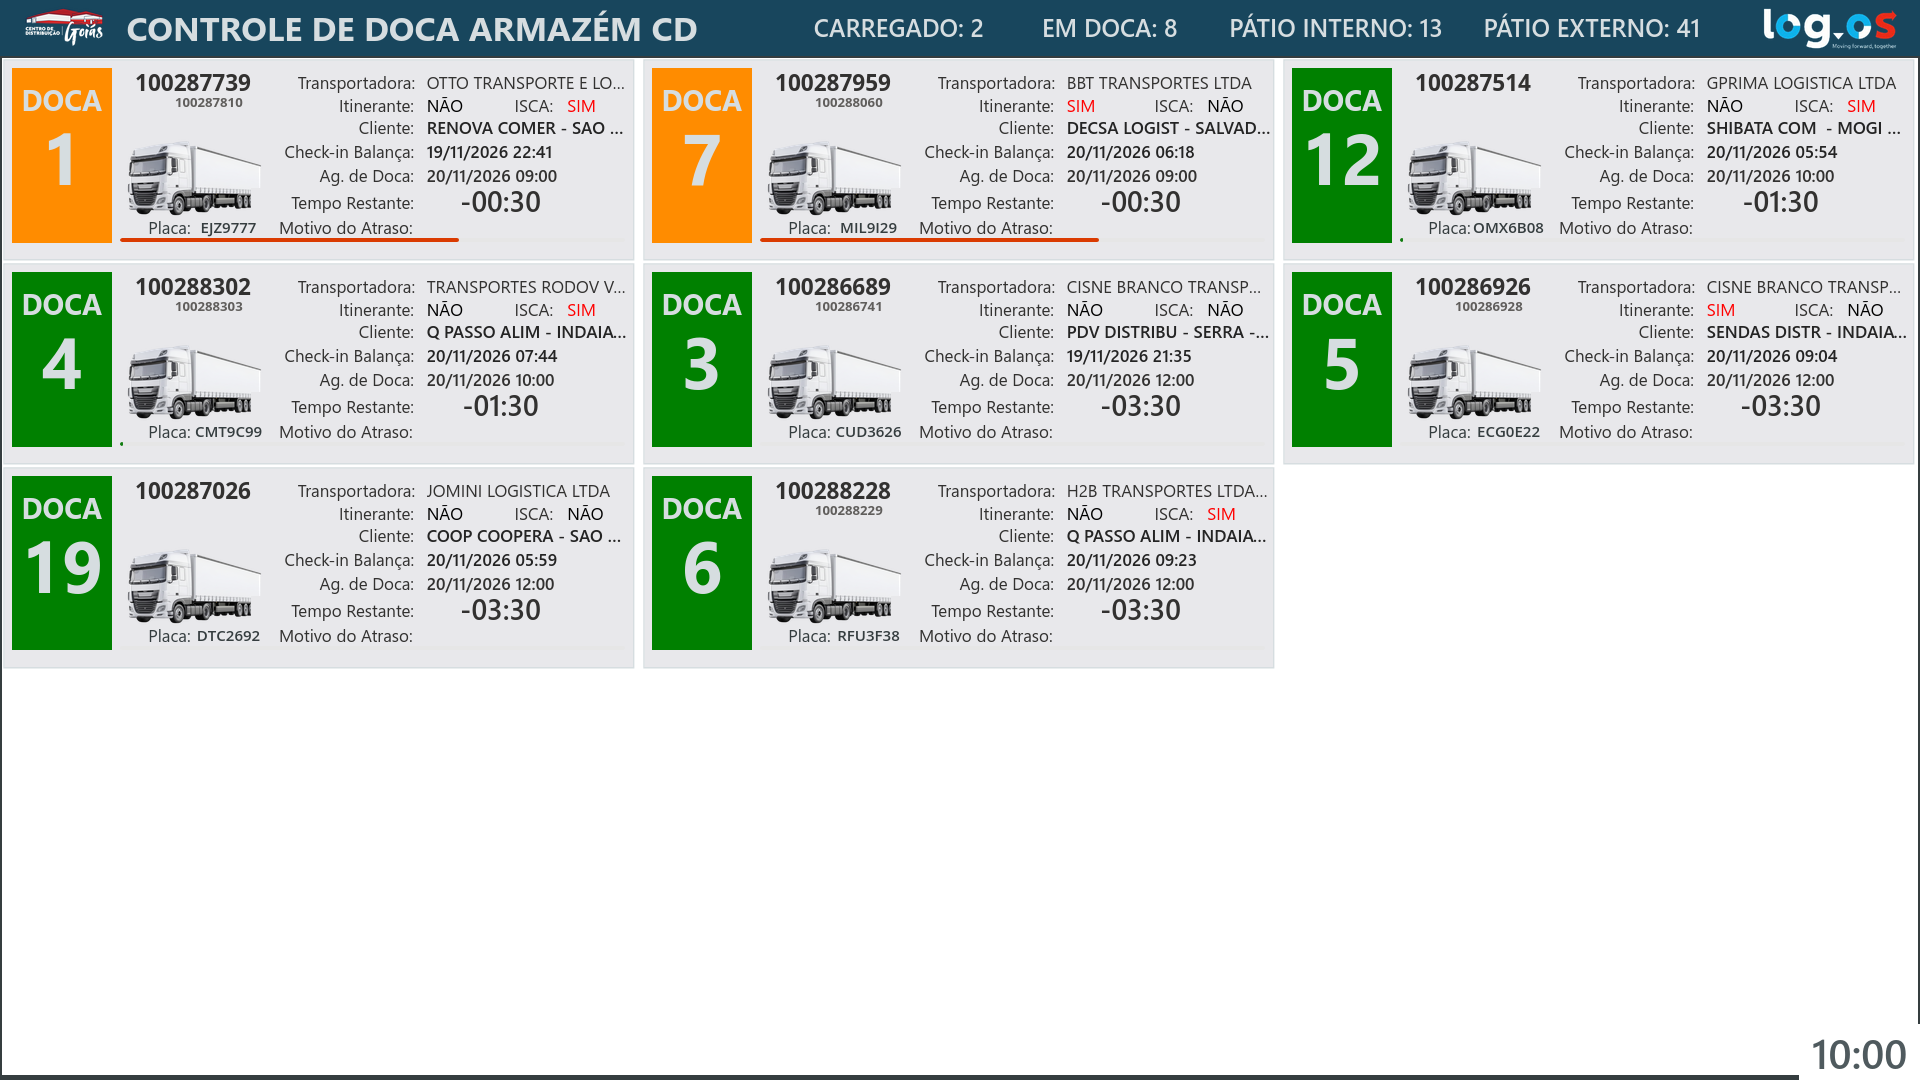 CENTRO DE DISTRIBUIÇÃO Goiás
CONTROLE DE DOCA ARMAZÉM CD
CARREGADO: 2
EM DOCA: 8
PÁTIO INTERNO: 13
PÁTIO EXTERNO: 41
log.os
Moving forward, together
DOCA
1
100287739
100287810
Transportadora: OTTO TRANSPORTE E LO...
Itinerante: NÃO ISCA: SIM
Cliente: RENOVA COMER - SAO ...
Check-in Balança: 19/11/2026 22:41
Ag. de Doca: 20/11/2026 09:00
Tempo Restante: -00:30
Placa: EJZ9777 Motivo do Atraso:
DOCA
7
100287959
100288060
Transportadora: BBT TRANSPORTES LTDA
Itinerante: SIM ISCA: NÃO
Cliente: DECSA LOGIST - SALVAD...
Check-in Balança: 20/11/2026 06:18
Ag. de Doca: 20/11/2026 09:00
Tempo Restante: -00:30
Placa: MIL9I29 Motivo do Atraso:
DOCA
12
100287514
Transportadora: GPRIMA LOGISTICA LTDA
Itinerante: NÃO ISCA: SIM
Cliente: SHIBATA COM - MOGI ...
Check-in Balança: 20/11/2026 05:54
Ag. de Doca: 20/11/2026 10:00
Tempo Restante: -01:30
Placa: OMX6B08 Motivo do Atraso:
DOCA
4
100288302
100288303
Transportadora: TRANSPORTES RODOV V...
Itinerante: NÃO ISCA: SIM
Cliente: Q PASSO ALIM - INDAIA...
Check-in Balança: 20/11/2026 07:44
Ag. de Doca: 20/11/2026 10:00
Tempo Restante: -01:30
Placa: CMT9C99 Motivo do Atraso:
DOCA
3
100286689
100286741
Transportadora: CISNE BRANCO TRANSP...
Itinerante: NÃO ISCA: NÃO
Cliente: PDV DISTRIBU - SERRA -...
Check-in Balança: 19/11/2026 21:35
Ag. de Doca: 20/11/2026 12:00
Tempo Restante: -03:30
Placa: CUD3626 Motivo do Atraso:
DOCA
5
100286926
100286928
Transportadora: CISNE BRANCO TRANSP...
Itinerante: SIM ISCA: NÃO
Cliente: SENDAS DISTR - INDAIA...
Check-in Balança: 20/11/2026 09:04
Ag. de Doca: 20/11/2026 12:00
Tempo Restante: -03:30
Placa: ECG0E22 Motivo do Atraso:
DOCA
19
100287026
Transportadora: JOMINI LOGISTICA LTDA
Itinerante: NÃO ISCA: NÃO
Cliente: COOP COOPERA - SAO ...
Check-in Balança: 20/11/2026 05:59
Ag. de Doca: 20/11/2026 12:00
Tempo Restante: -03:30
Placa: DTC2692 Motivo do Atraso:
DOCA
6
100288228
100288229
Transportadora: H2B TRANSPORTES LTDA...
Itinerante: NÃO ISCA: SIM
Cliente: Q PASSO ALIM - INDAIA...
Check-in Balança: 20/11/2026 09:23
Ag. de Doca: 20/11/2026 12:00
Tempo Restante: -03:30
Placa: RFU3F38 Motivo do Atraso:
10:00